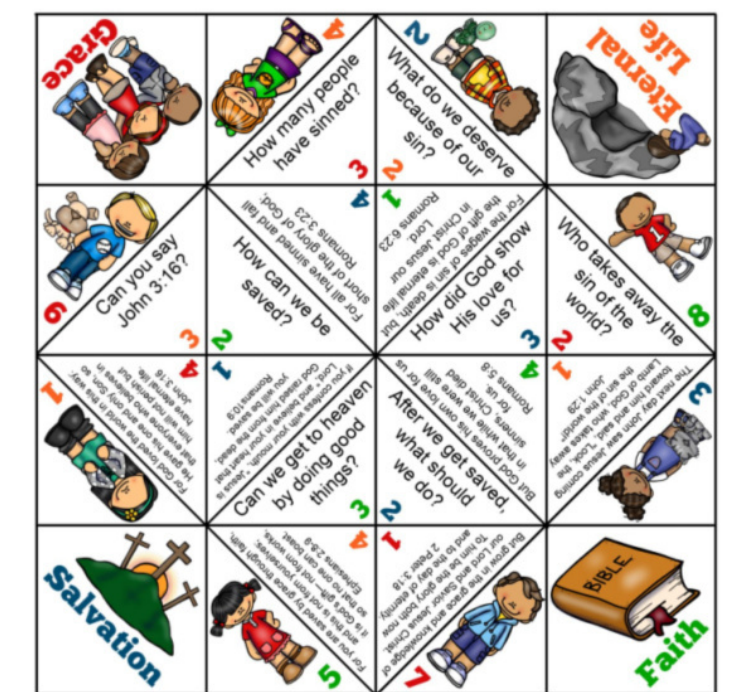 Grace
4
How many people
have sinned?
3
2
What do we deserve
because of our
sin?
2
Eternal
Life
6
Can you say
John 3:16?
3
4
For all have sinned and fall
short of the glory of God;
Romans 3:23
How can we be
saved?
2
1
For the wages of sin is death, but
the gift of God is eternal life
in Christ Jesus our
Lord.
Romans 6:23
How did God show
His love for
us?
3
Who takes away the
sin of the
world?
2
8
1
4
For God loved the world in this way:
He gave his one and only Son, so
that everyone who believes in
him will not perish but
have eternal life.
John 3:16
1
If you confess with your mouth, "Jesus is
Lord," and believe in your heart that
God raised him from the dead
you will be saved.
Romans 10:9
Can we get to heaven
by doing good
things?
3
4
But God proves his own love for us
in that while we were still
sinners, Christ died
for us.
Romans 5:8
After we get saved,
what should
we do?
2
1
The next day John saw Jesus coming
toward him and said, "Look, the
Lamb of God, who takes away
the sin of the world!"
John 1:29
3
Salvation
4
For you are saved by grace through faith,
and this is not from yourselves;
it is God's gift not from works,
so that no one can boast.
Ephesians 2:8-9
5
1
But grow in the grace and knowledge of
our Lord and Savior Jesus Christ.
To him be the glory both now
and to the day of eternity.
2 Peter 3:18
7
BIBLE
Faith